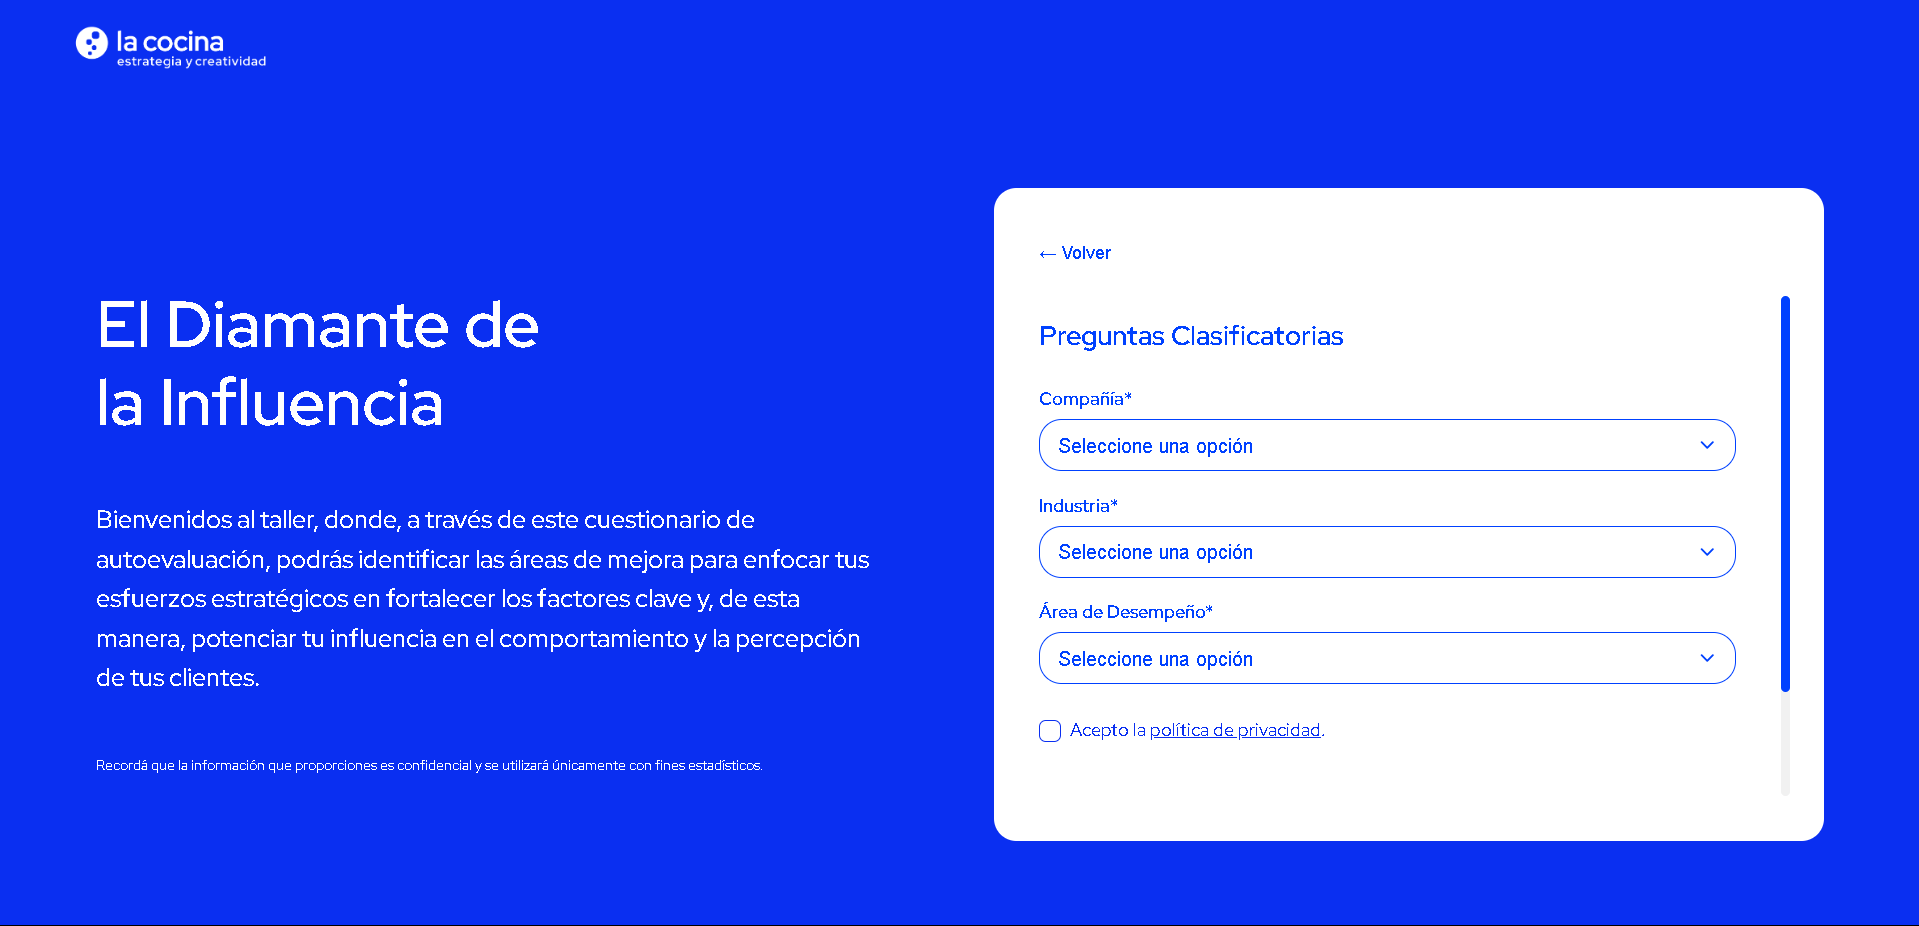 la cocina
estrategia y creatividad
El Diamante de
la Influencia
Bienvenidos al taller, donde, a través de este cuestionario de
autoevaluación, podrás identificar las áreas de mejora para enfocar tus
esfuerzos estratégicos en fortalecer los factores clave y, de esta
manera, potenciar tu influencia en el comportamiento y la percepción
de tus clientes.
Recordá que la información que proporciones es confidencial y se utilizará únicamente con fines estadísticos.
← Volver
Preguntas Clasificatorias
Compañía*
Seleccione una opción
Industria*
Seleccione una opción
Área de Desempeño*
Seleccione una opción
Acepto la política de privacidad.